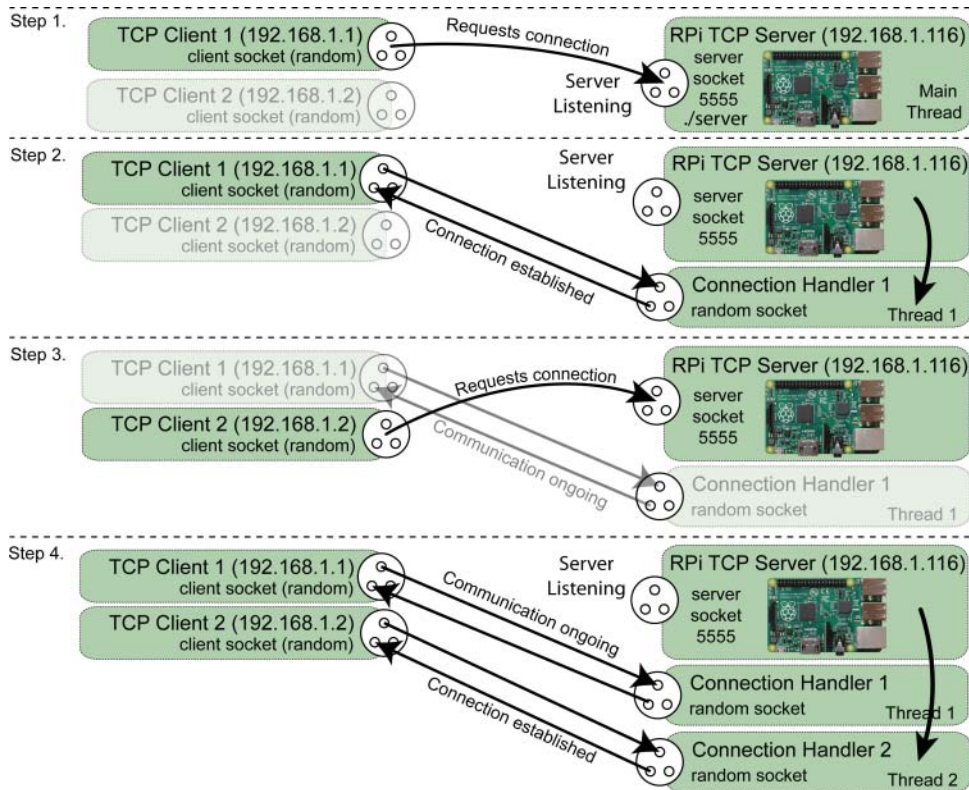 Step 1.
TCP Client 1 (192.168.1.1)
client socket (random)
TCP Client 2 (192.168.1.2)
client socket (random)
Requests connection
Server
Listening
RPi TCP Server (192.168.1.116)
server
socket
5555
./server
Main
Thread
Step 2.
TCP Client 1 (192.168.1.1)
client socket (random)
TCP Client 2 (192.168.1.2)
client socket (random)
Connection established
Server
Listening
RPi TCP Server (192.168.1.116)
server
socket
5555
Connection Handler 1
random socket
Thread 1
Step 3.
TCP Client 1 (192.168.1.1)
client socket (random)
TCP Client 2 (192.168.1.2)
client socket (random)
Requests connection
Communication ongoing
RPi TCP Server (192.168.1.116)
server
socket
5555
Connection Handler 1
random socket
Thread 1
Step 4.
TCP Client 1 (192.168.1.1)
client socket (random)
TCP Client 2 (192.168.1.2)
client socket (random)
Communication ongoing
Connection established
Server
Listening
RPi TCP Server (192.168.1.116)
server
socket
5555
Connection Handler 1
random socket
Thread 1
Connection Handler 2
random socket
Thread 2